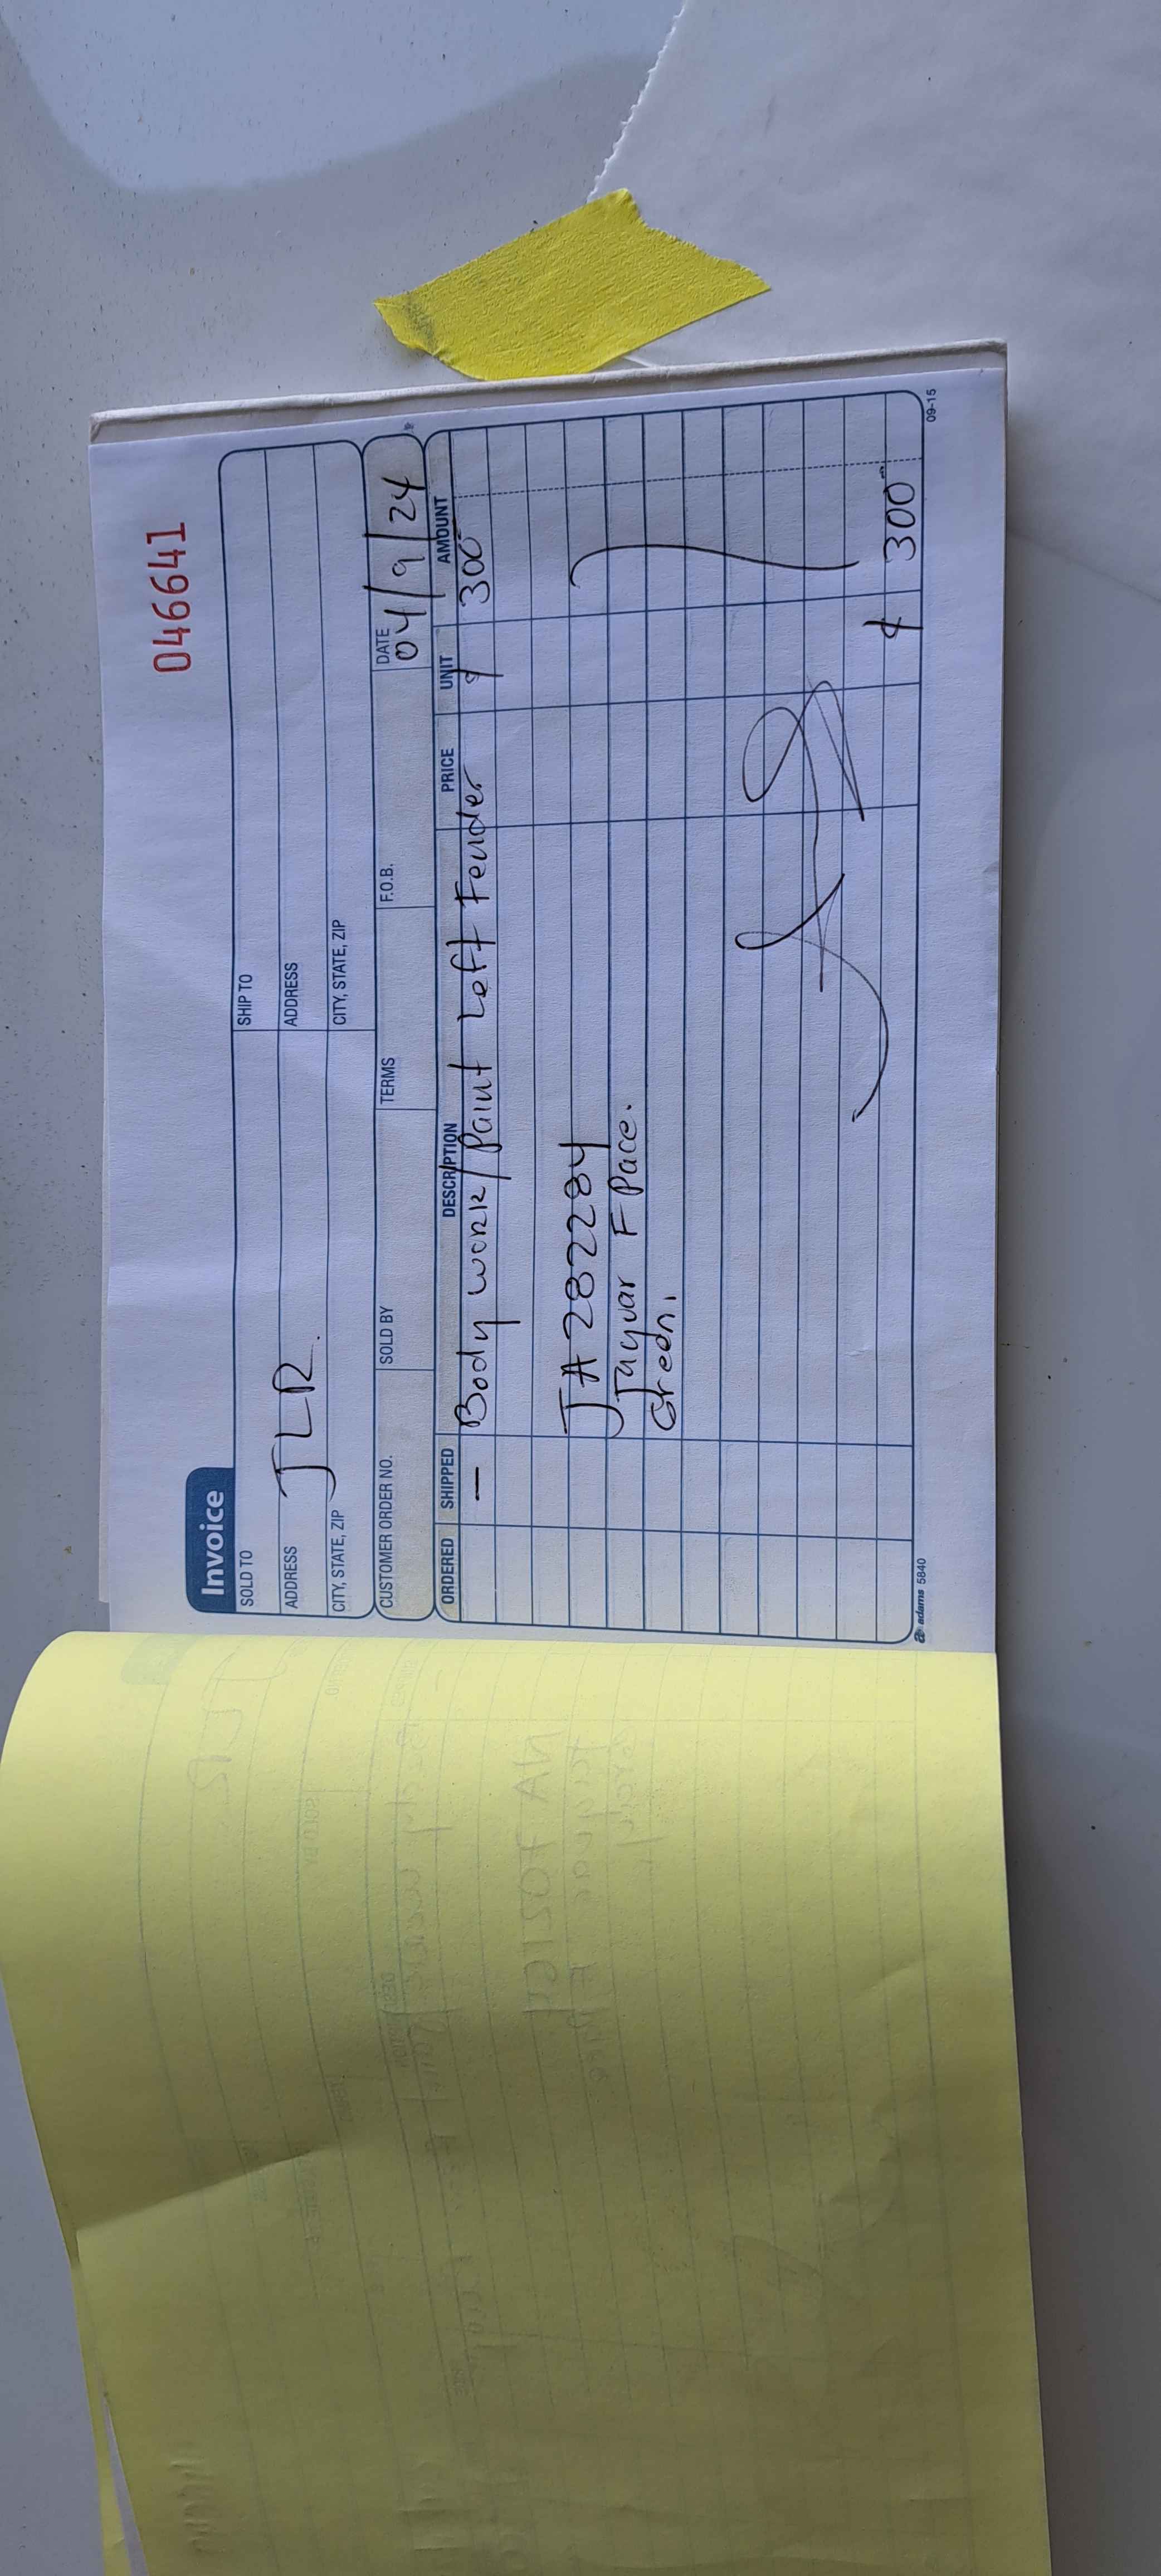 046641
Invoice
SOLD TO
SHIP TO
ADDRESS
JLR.
ADDRESS
CITY, STATE, ZIP
CITY, STATE, ZIP
CUSTOMER ORDER NO. SOLD BY TERMS F.O.B. DATE
04/9/24
ORDERED SHIPPED DESCRIPTION PRICE UNIT AMOUNT
— Body work/Paint Left Fender $ 300
JA 282284
Jaguar F Pace.
Green.
$ 300
adams 5840
09-15